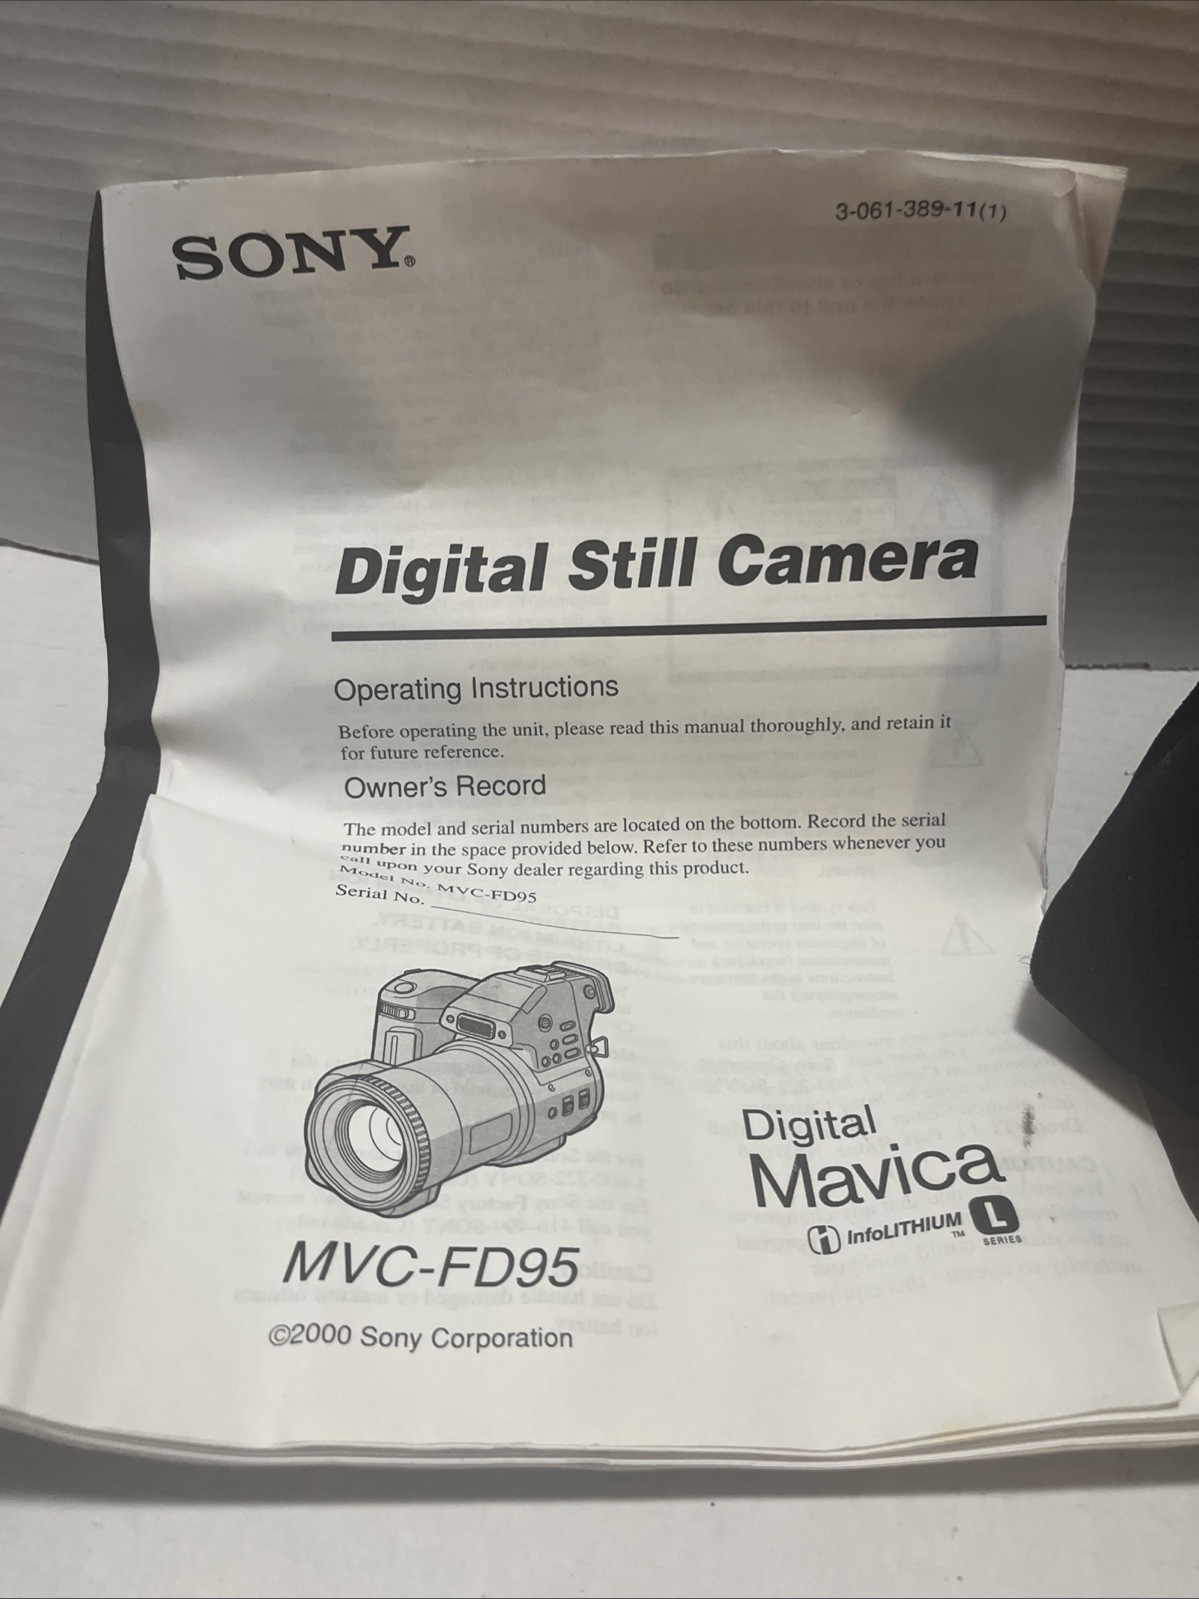 3-061-389-11(1)
SONY®
Digital Still Camera
Operating Instructions
Before operating the unit, please read this manual thoroughly, and retain it
for future reference.
Owner's Record
The model and serial numbers are located on the bottom. Record the serial
number in the space provided below. Refer to these numbers whenever you
call upon your Sony dealer regarding this product.
Model No. MVC-FD95
Serial No.
Digital
Mavica
InfoLITHIUM™ L
SERIES
MVC-FD95
©2000 Sony Corporation